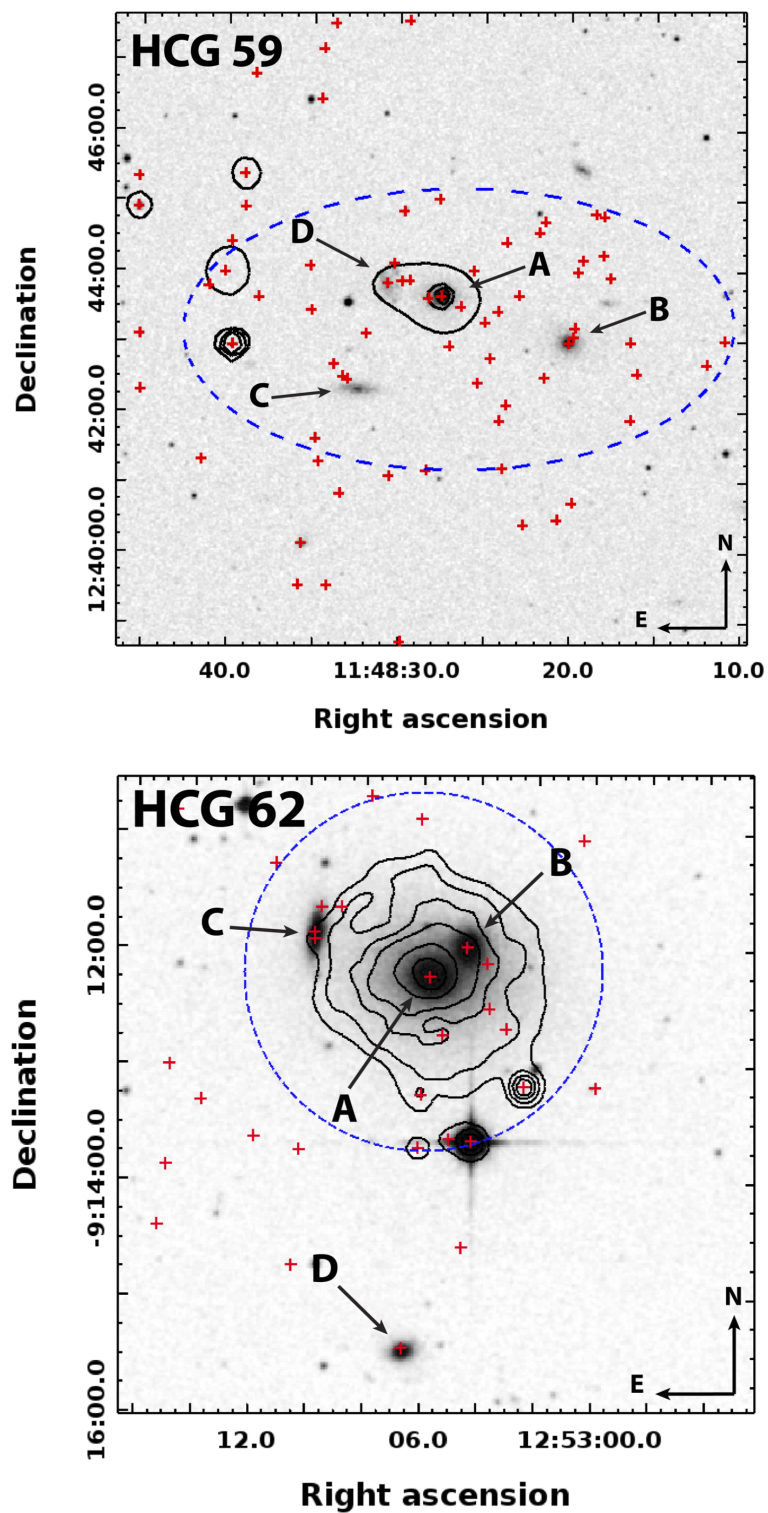 HCG 59
D
A
B
C
N
E
Declination
46:00.0
44:00.0
42:00.0
12:40:00.0
40.0 11:48:30.0 20.0 10.0
Right ascension
HCG 62
B
C
A
D
N
E
Declination
12:00.0
-9:14:00.0
16:00.0
12.0 06.0 12:53:00.0
Right ascension